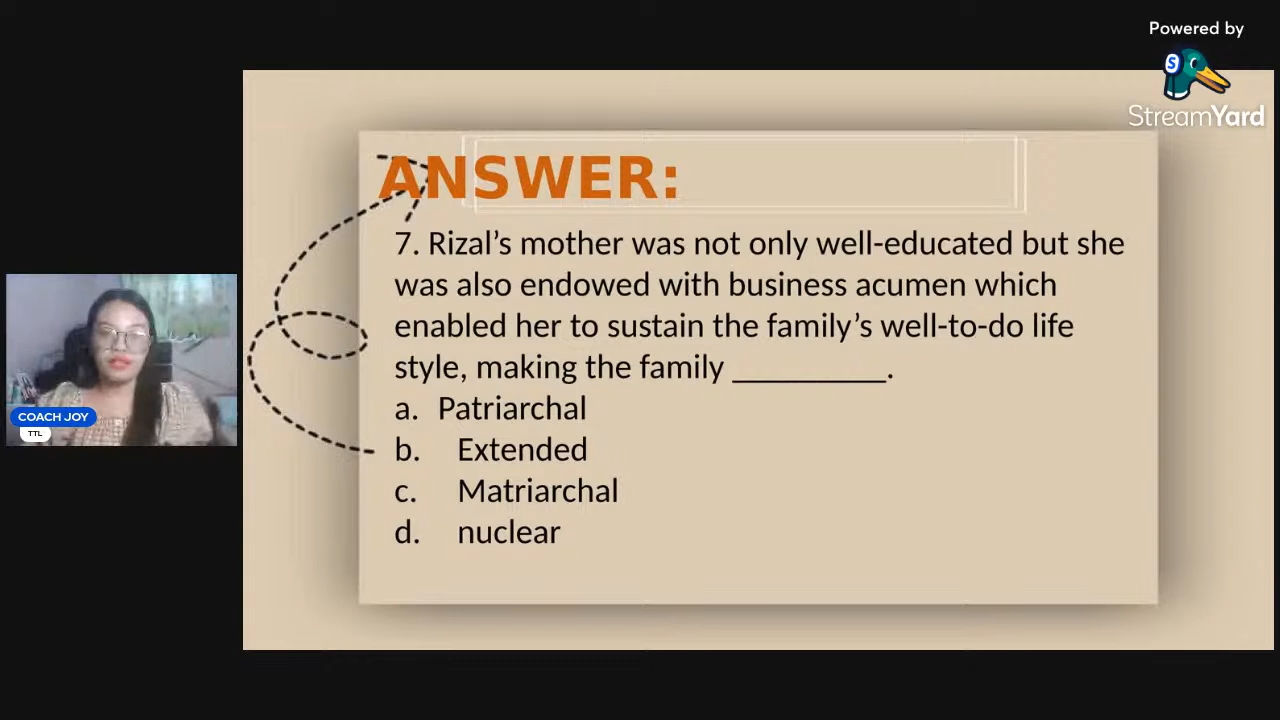 Powered by
StreamYard
ANSWER:
7. Rizal’s mother was not only well-educated but she
was also endowed with business acumen which
enabled her to sustain the family’s well-to-do life
style, making the family _________.
a. Patriarchal
b. Extended
c. Matriarchal
d. nuclear
COACH JOY
TTL